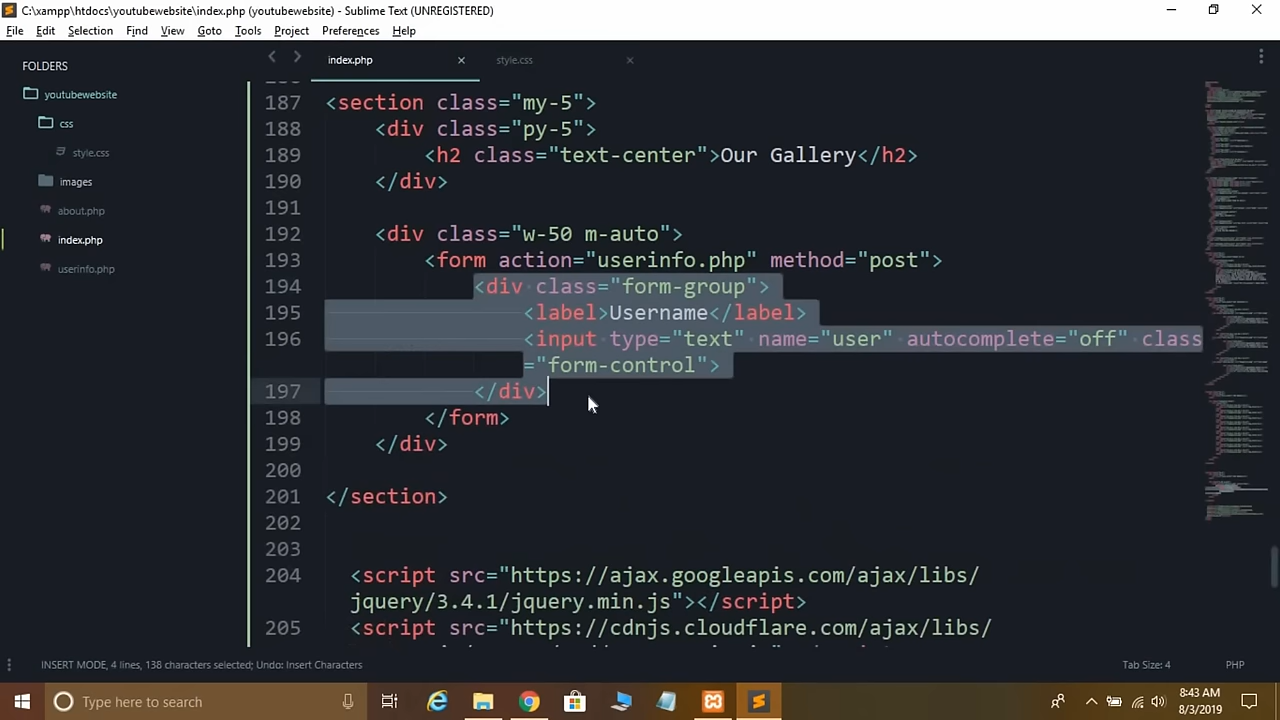 C:\xampp\htdocs\youtubewebsite\index.php (youtubewebsite) - Sublime Text (UNREGISTERED)
File Edit Selection Find View Goto Tools Project Preferences Help
FOLDERS
youtubewebsite
css
style.css
images
about.php
index.php
userinfo.php
index.php style.css
187 <section class="my-5">
188 <div class="py-5">
189 <h2 class="text-center">Our Gallery</h2>
190 </div>
191
192 <div class="w-50 m-auto">
193 <form action="userinfo.php" method="post">
194 <div class="form-group">
195 <label>Username</label>
196 <input type="text" name="user" autocomplete="off" class
="form-control">
197 </div>
198 </form>
199 </div>
200
201 </section>
202
203
204 <script src="https://ajax.googleapis.com/ajax/libs/
jquery/3.4.1/jquery.min.js"></script>
205 <script src="https://cdnjs.cloudflare.com/ajax/libs/
INSERT MODE, 4 lines, 138 characters selected; Undo: Insert Characters
Tab Size: 4 PHP
Type here to search
8:43 AM
8/3/2019